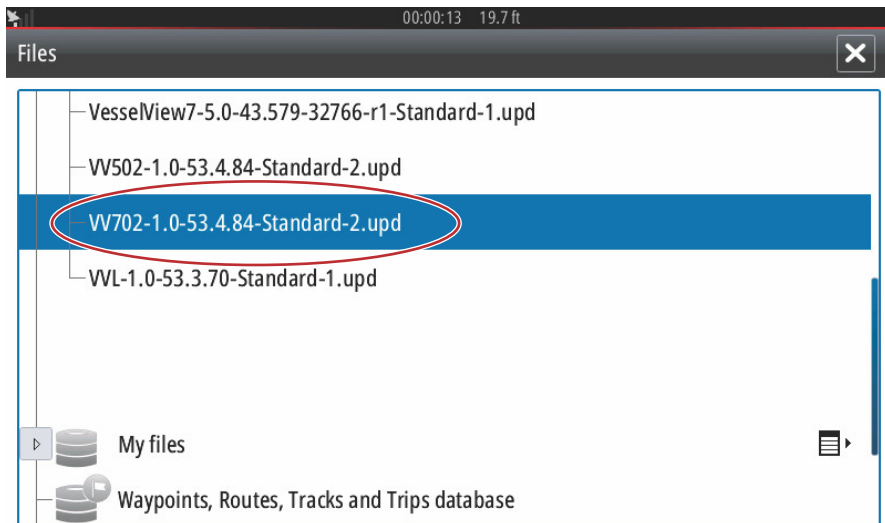 00:00:13 19.7 ft
Files
VesselView7-5.0-43.579-32766-r1-Standard-1.upd
VV502-1.0-53.4.84-Standard-2.upd
VV702-1.0-53.4.84-Standard-2.upd
VVL-1.0-53.3.70-Standard-1.upd
My files
Waypoints, Routes, Tracks and Trips database